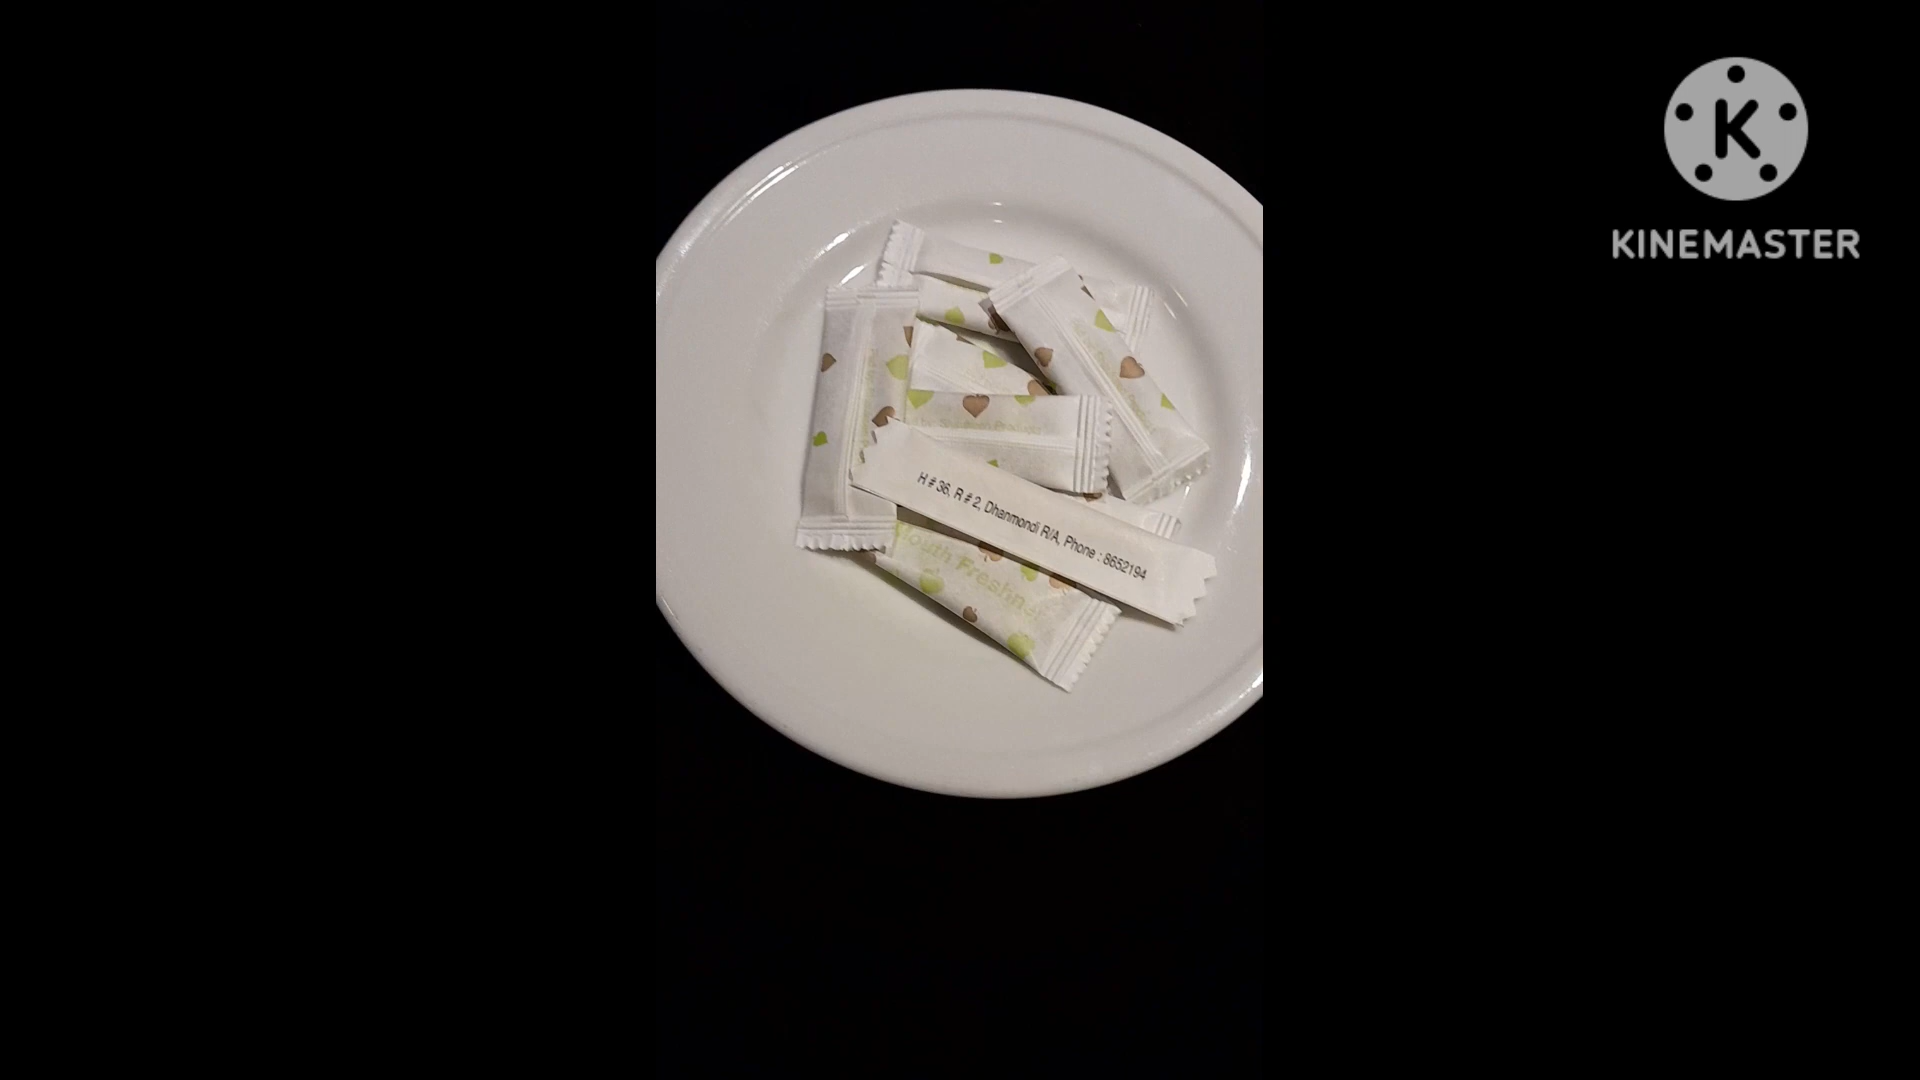 KINEMASTER
H # 36, R # 2, Dhanmondi R/A, Phone : 8652194
Mouth Freshner